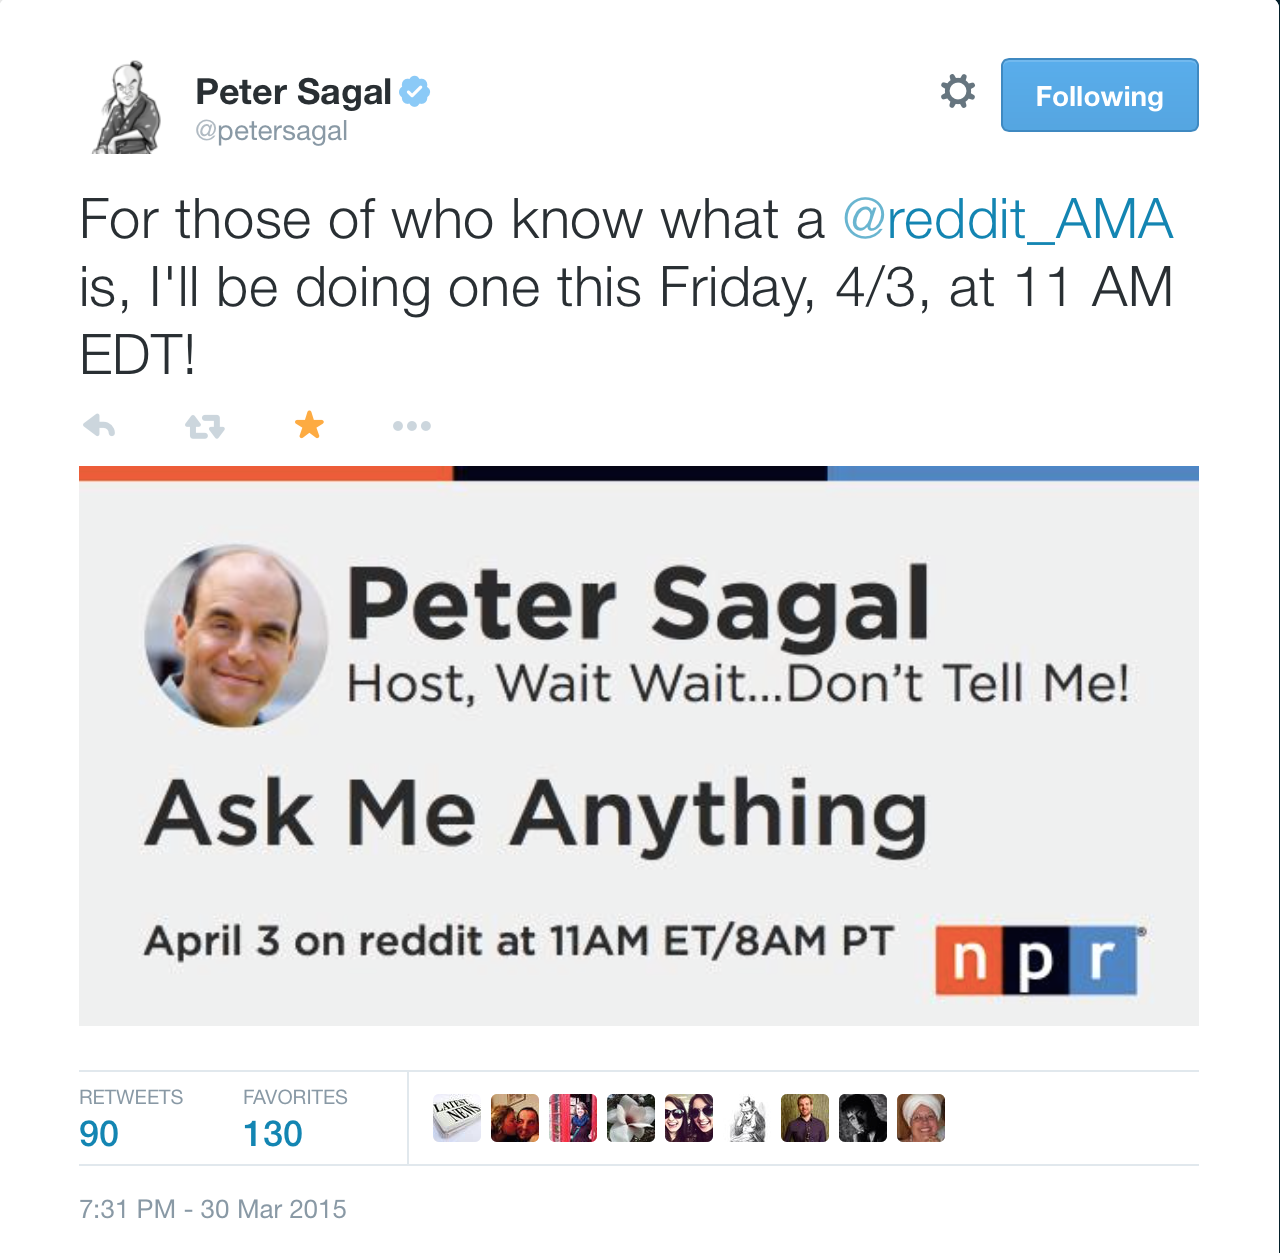 Peter Sagal
@petersagal
Following
For those of who know what a @reddit_AMA
is, I'll be doing one this Friday, 4/3, at 11 AM
EDT!
Peter Sagal
Host, Wait Wait...Don't Tell Me!
Ask Me Anything
April 3 on reddit at 11AM ET/8AM PT
npr®
RETWEETS
90
FAVORITES
130
LATEST
NEWS
7:31 PM - 30 Mar 2015